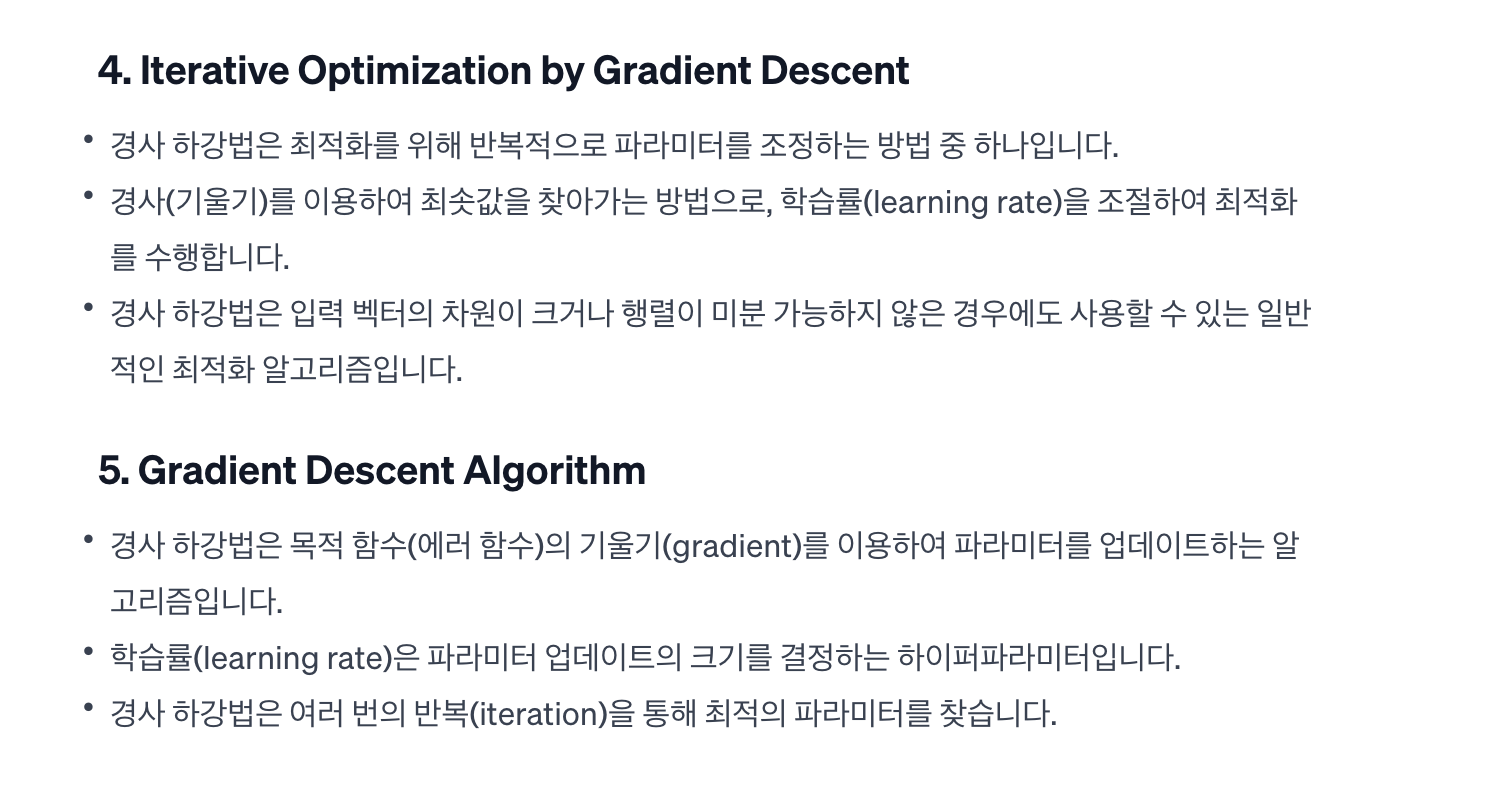 4. Iterative Optimization by Gradient Descent
• 경사 하강법은 최적화를 위해 반복적으로 파라미터를 조정하는 방법 중 하나입니다.
• 경사(기울기)를 이용하여 최솟값을 찾아가는 방법으로, 학습률(learning rate)을 조절하여 최적화
를 수행합니다.
• 경사 하강법은 입력 벡터의 차원이 크거나 행렬이 미분 가능하지 않은 경우에도 사용할 수 있는 일반
적인 최적화 알고리즘입니다.
5. Gradient Descent Algorithm
• 경사 하강법은 목적 함수(에러 함수)의 기울기(gradient)를 이용하여 파라미터를 업데이트하는 알
고리즘입니다.
• 학습률(learning rate)은 파라미터 업데이트의 크기를 결정하는 하이퍼파라미터입니다.
• 경사 하강법은 여러 번의 반복(iteration)을 통해 최적의 파라미터를 찾습니다.